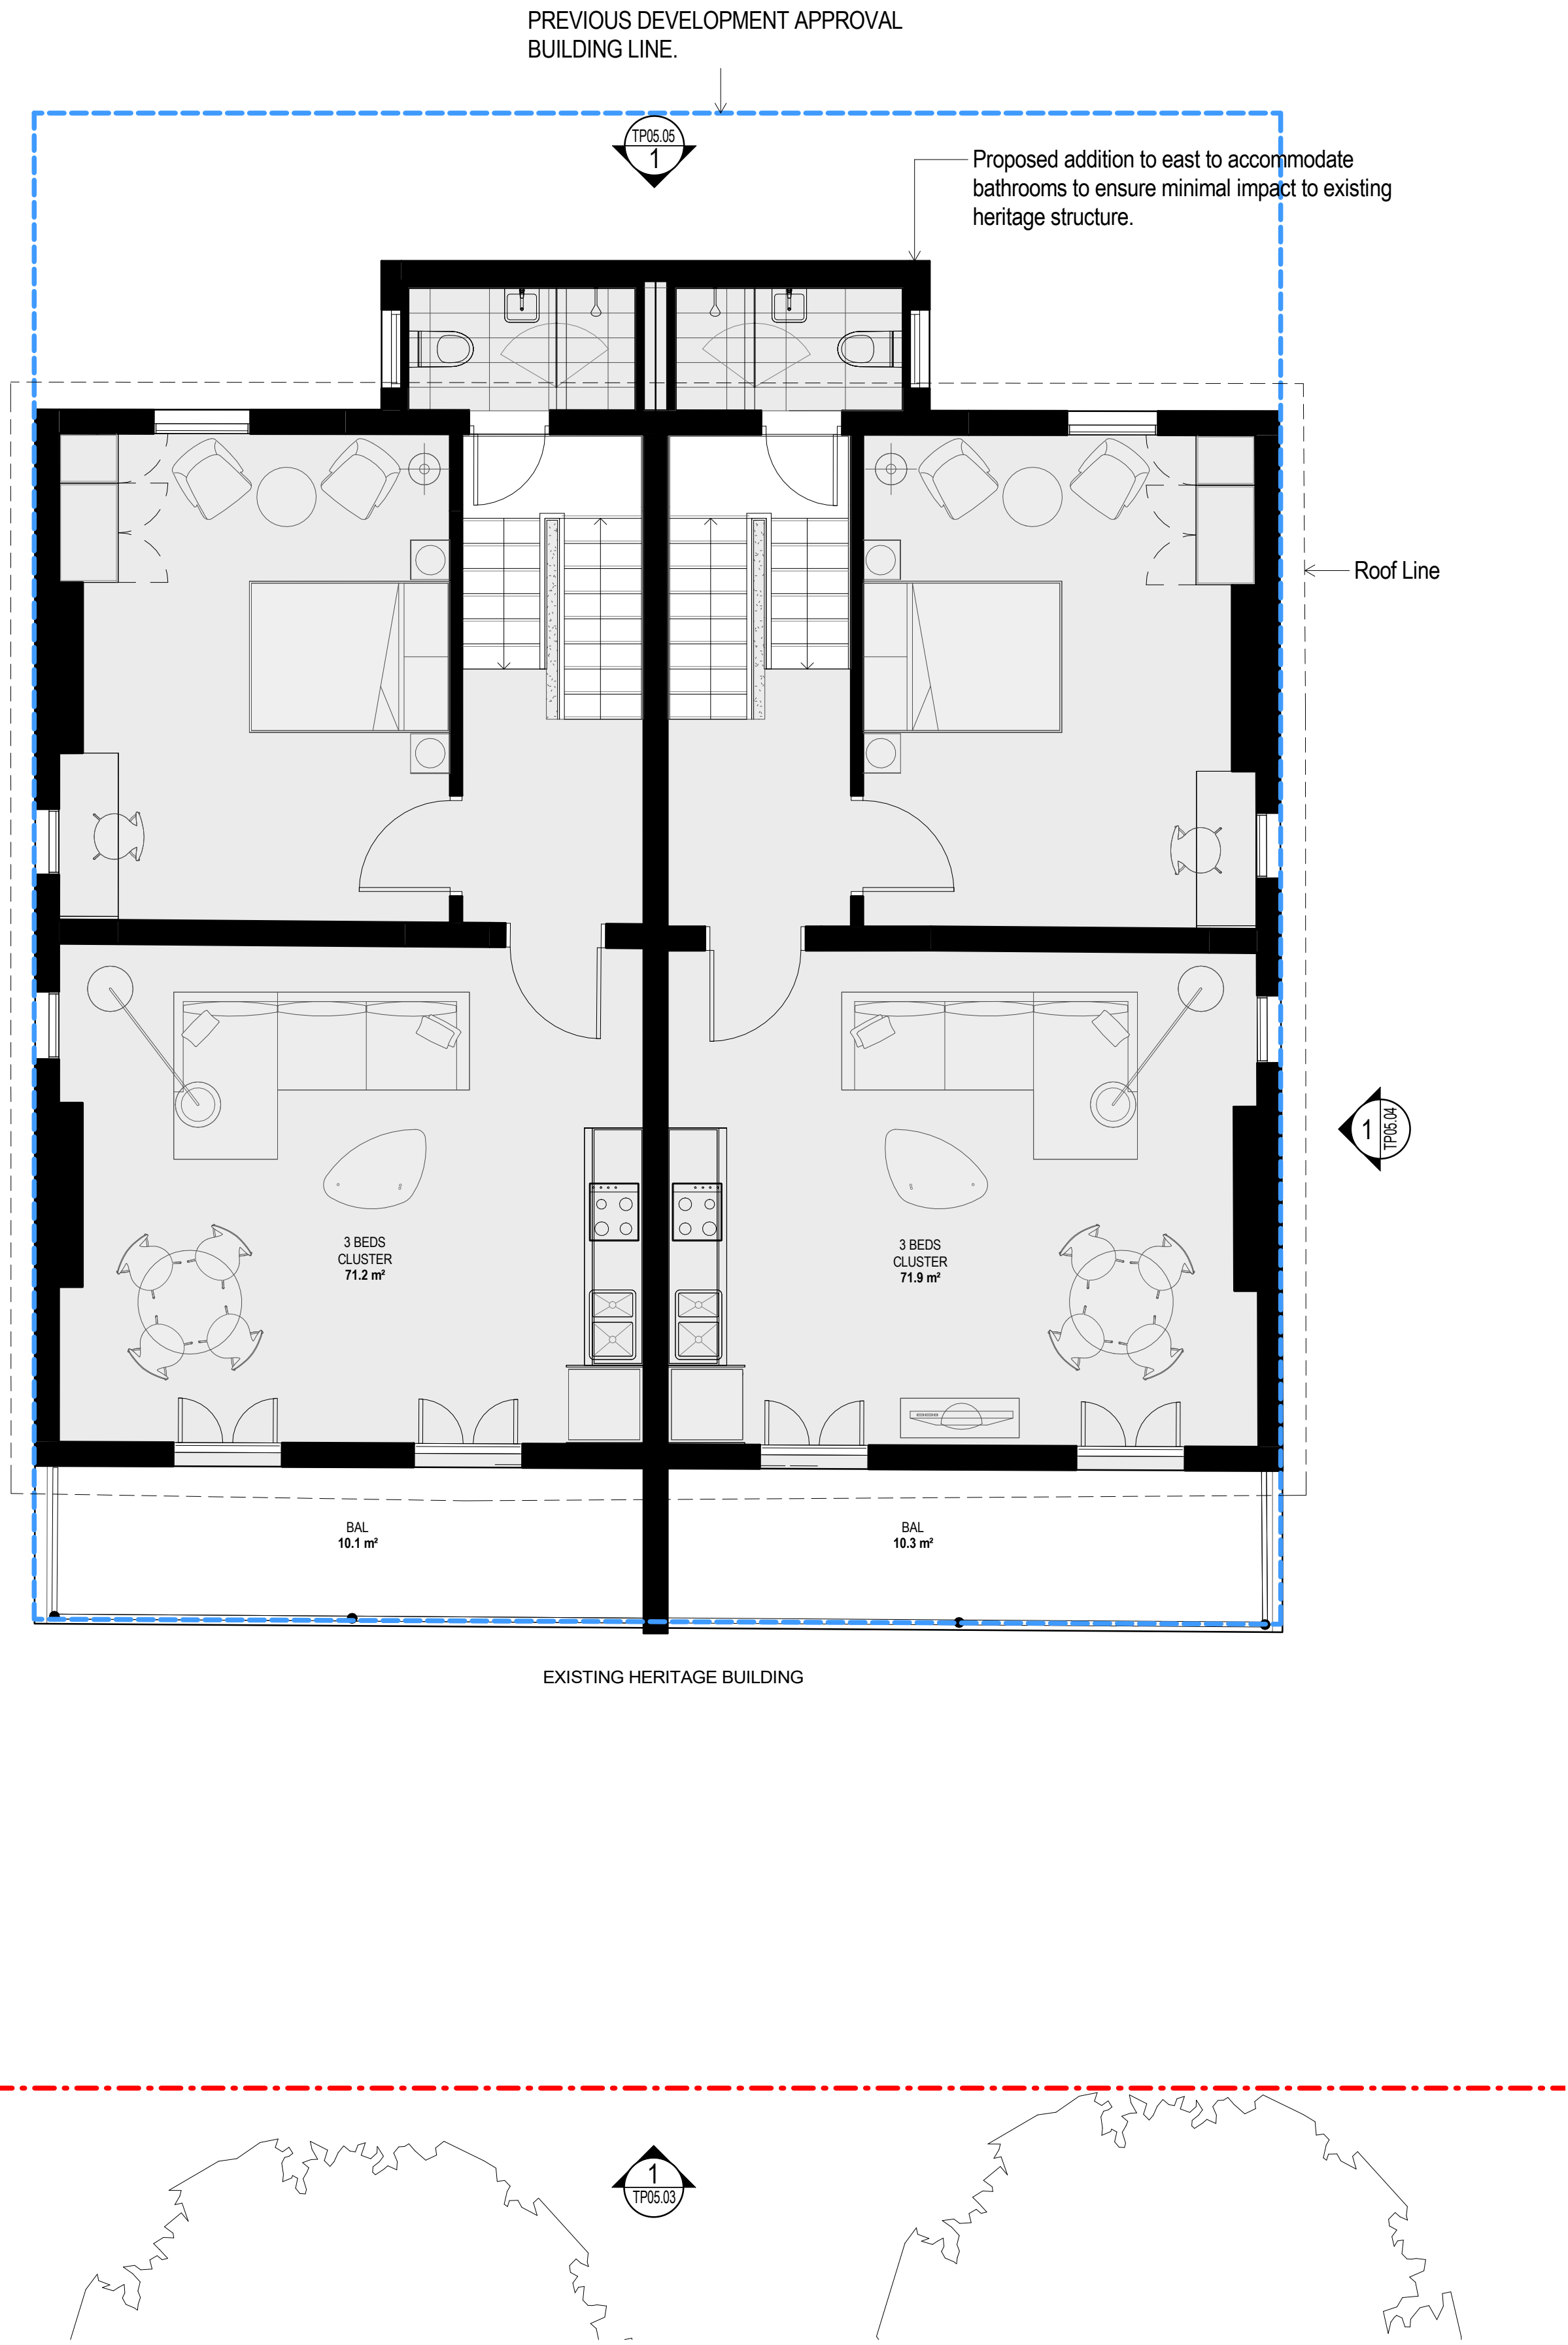 PREVIOUS DEVELOPMENT APPROVAL
BUILDING LINE.
TP05.05
1
Proposed addition to east to accommodate
bathrooms to ensure minimal impact to existing
heritage structure.
Roof Line
1
TP05.04
3 BEDS
CLUSTER
71.2 m²
3 BEDS
CLUSTER
71.9 m²
BAL
10.1 m²
BAL
10.3 m²
EXISTING HERITAGE BUILDING
1
TP05.03